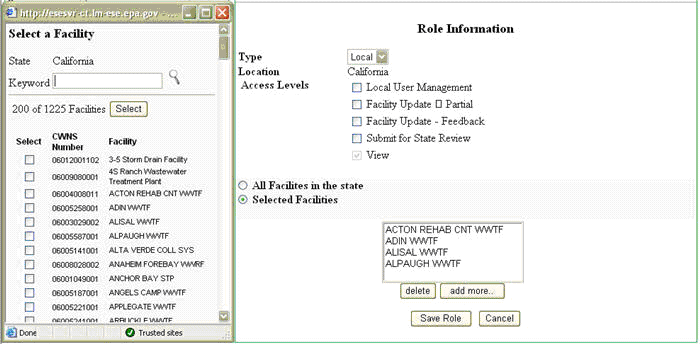 http://esesvr-ct.lm-ese.epa.gov -...
Select a Facility
State California
Keyword
200 of 1225 Facilities Select
Select CWNS Number Facility
06012001102 3-5 Storm Drain Facility
06009080001 4S Ranch Wastewater Treatment Plant
06004008011 ACTON REHAB CNT WWTF
06005258001 ADIN WWTF
06003029002 ALISAL WWTF
06005587001 ALPAUGH WWTF
06005141001 ALTA VERDE COLL SYS
06008028002 ANAHEIM FOREBAY WWRF
06001049001 ANCHOR BAY STP
06005187001 ANGELS CAMP WWTF
06005221001 APPLEGATE WWTF
06005241001 ARBUCKLE WWTF
Done Trusted sites
Role Information
Type Local
Location California
Access Levels
Local User Management
Facility Update □ Partial
Facility Update - Feedback
Submit for State Review
View
All Facilites in the state
Selected Facilities
ACTON REHAB CNT WWTF
ADIN WWTF
ALISAL WWTF
ALPAUGH WWTF
delete add more..
Save Role Cancel